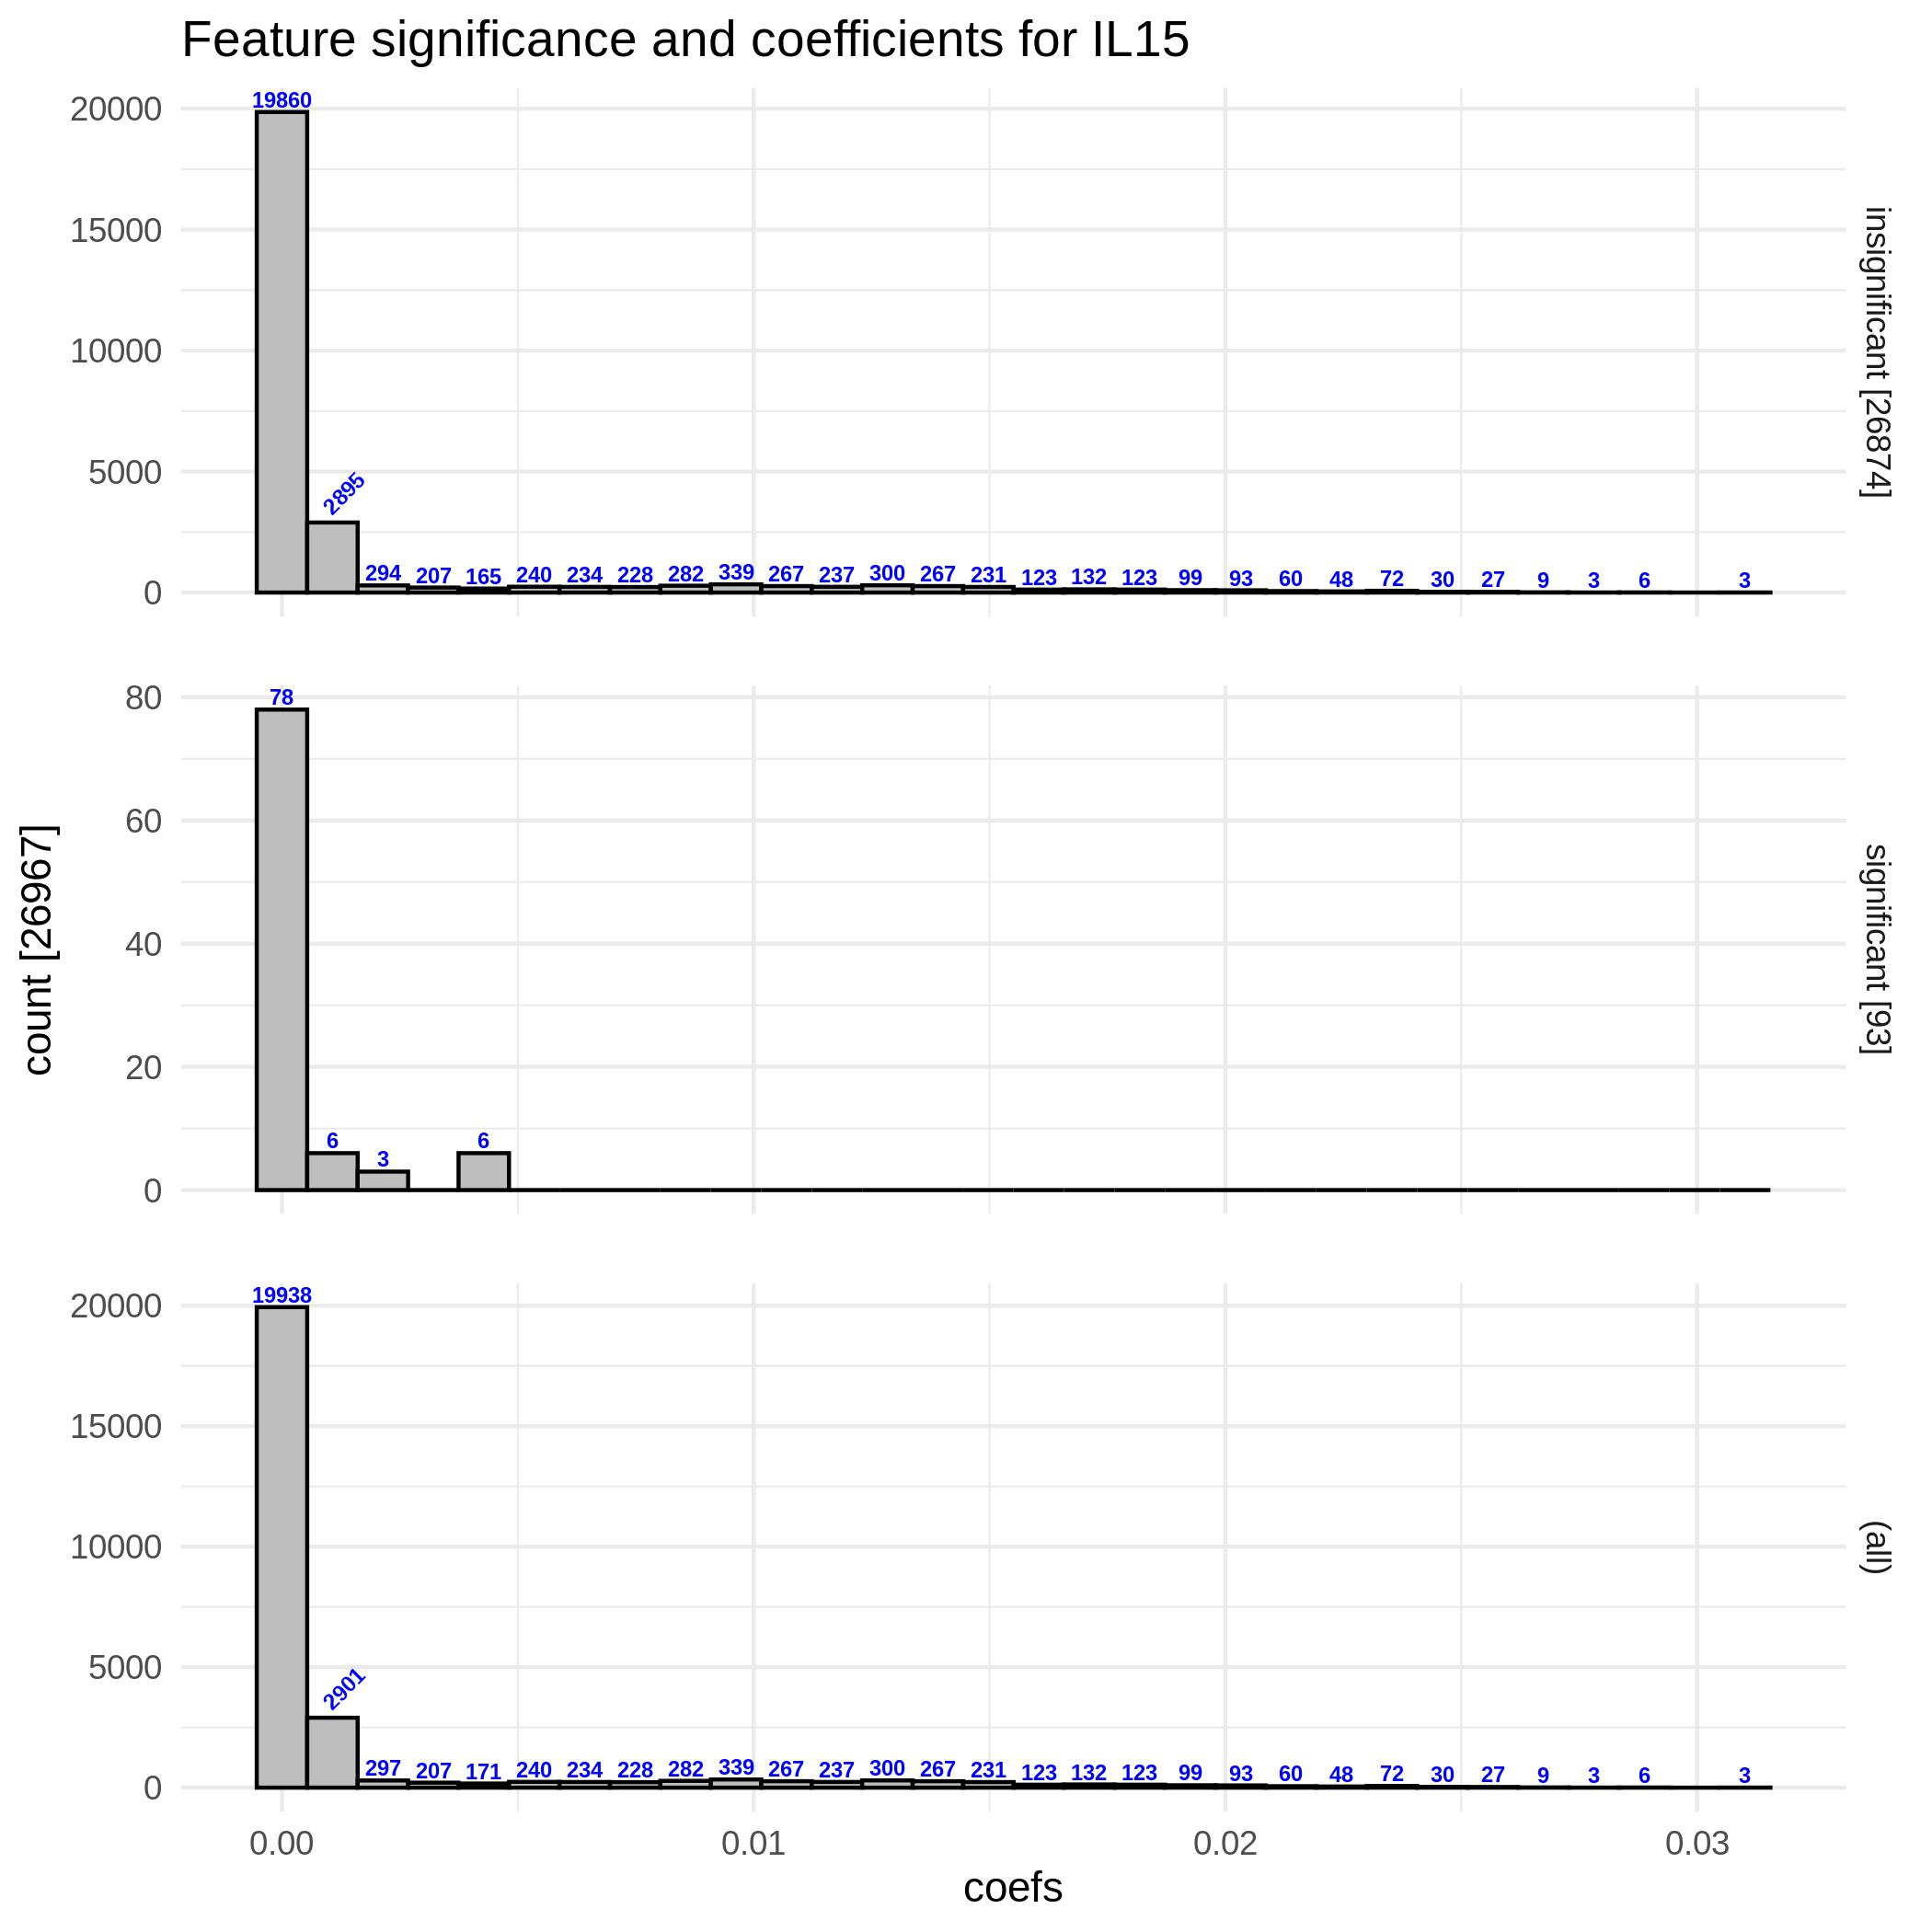 Feature significance and coefficients for IL15
20000
15000
10000
5000
0
19860
2895
294 207 165 240 234 228 282 339 267 237 300 267 231 123 132 123 99 93 60 48 72 30 27 9 3 6 3
insignificant [26874]
count [26967]
80
60
40
20
0
78
6
3
6
significant [93]
20000
15000
10000
5000
0
19938
2901
297 207 171 240 234 228 282 339 267 237 300 267 231 123 132 123 99 93 60 48 72 30 27 9 3 6 3
(all)
0.00 0.01 0.02 0.03
coefs